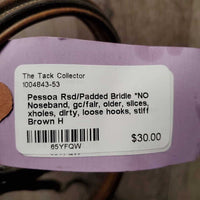 The Tack Collector
1004843-53
Pessoa Rsd/Padded Bridle *NO
Noseband, gc/fair, older, slices,
xholes, dirty, loose hooks, stiff
Brown H
65YFQW
$30.00